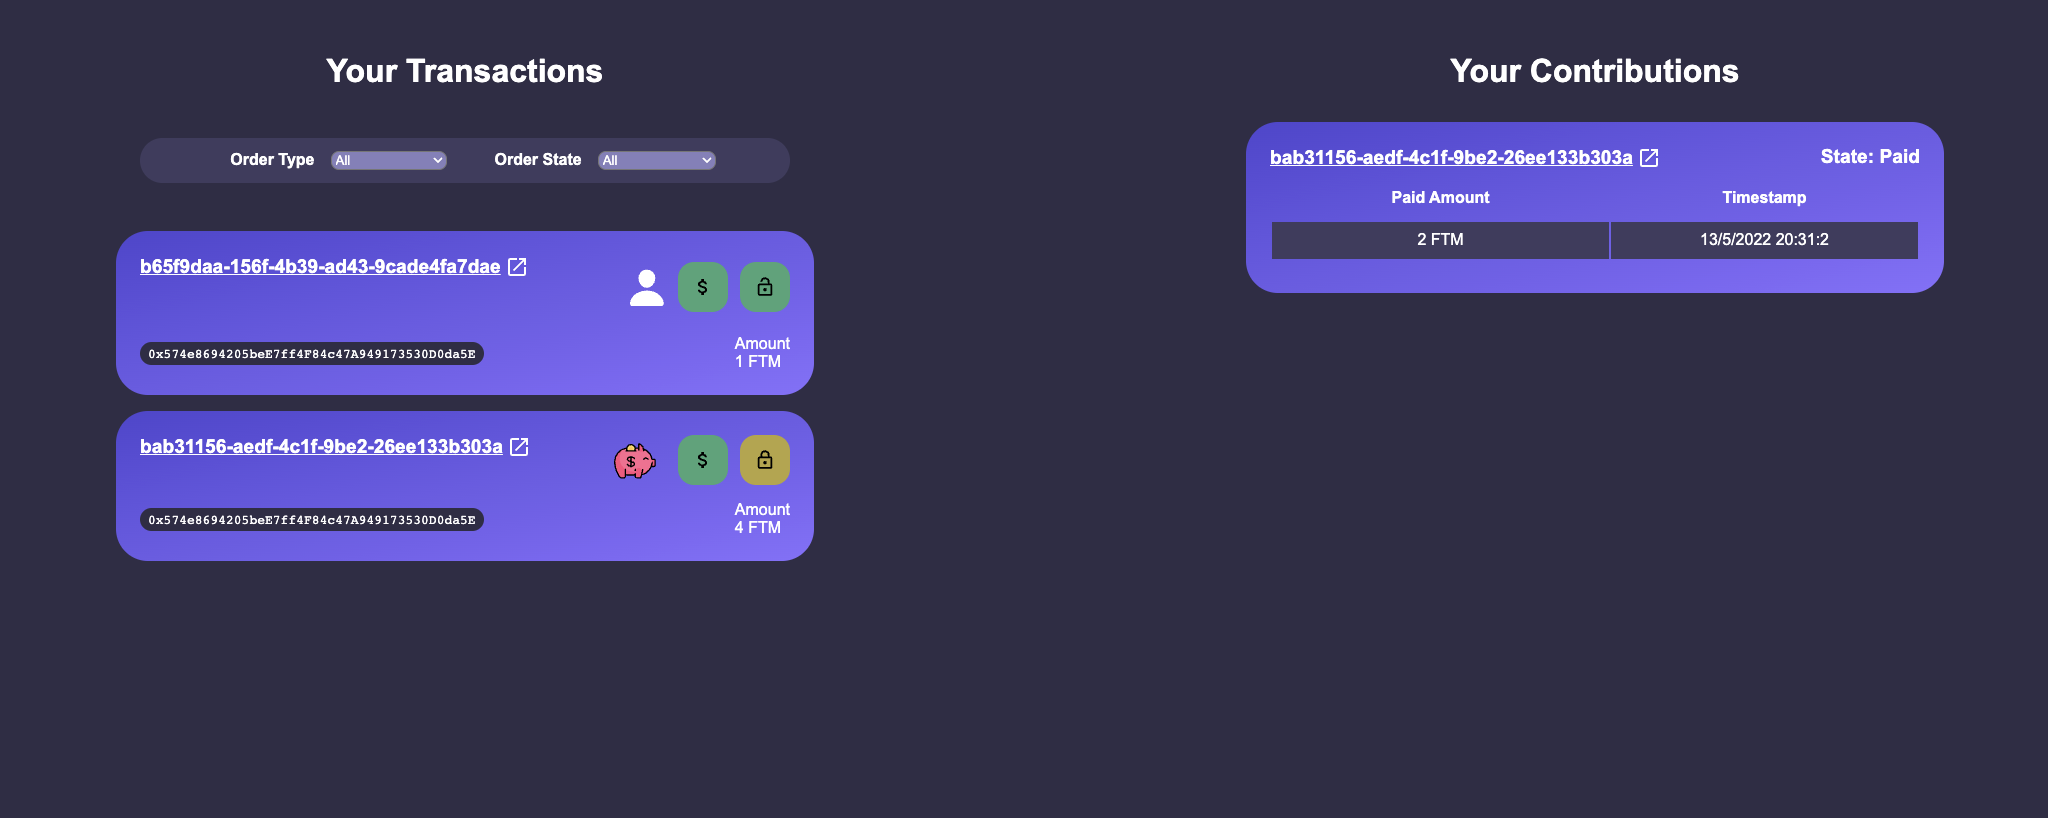 Your Transactions
Order Type All Order State All
b65f9daa-156f-4b39-ad43-9cade4fa7dae
$
0x574e8694205beE7ff4F84c47A949173530D0da5E
Amount
1 FTM
bab31156-aedf-4c1f-9be2-26ee133b303a
$ $
0x574e8694205beE7ff4F84c47A949173530D0da5E
Amount
4 FTM
Your Contributions
bab31156-aedf-4c1f-9be2-26ee133b303a State: Paid
Paid Amount Timestamp
2 FTM 13/5/2022 20:31:2